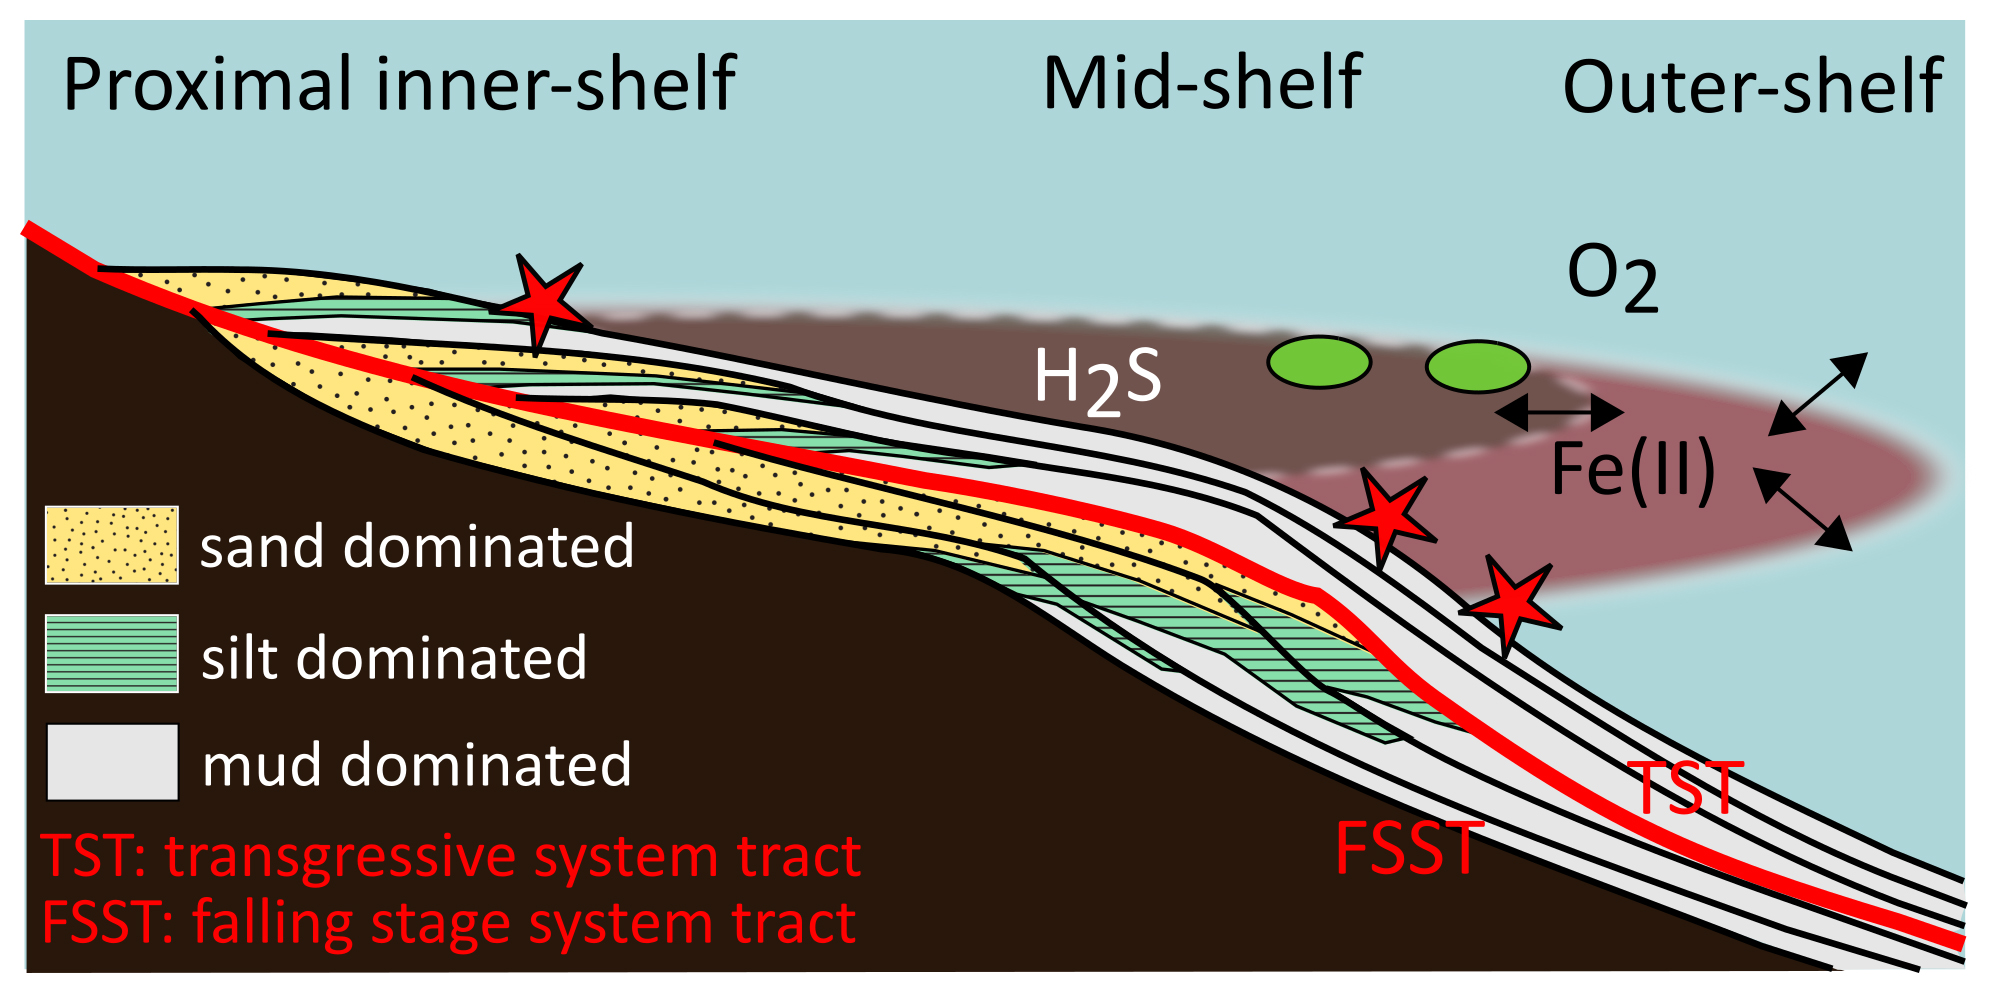 Proximal inner-shelf
Mid-shelf
Outer-shelf
O2
H2S
Fe(II)
sand dominated
silt dominated
mud dominated
TST
FSST
TST: transgressive system tract
FSST: falling stage system tract